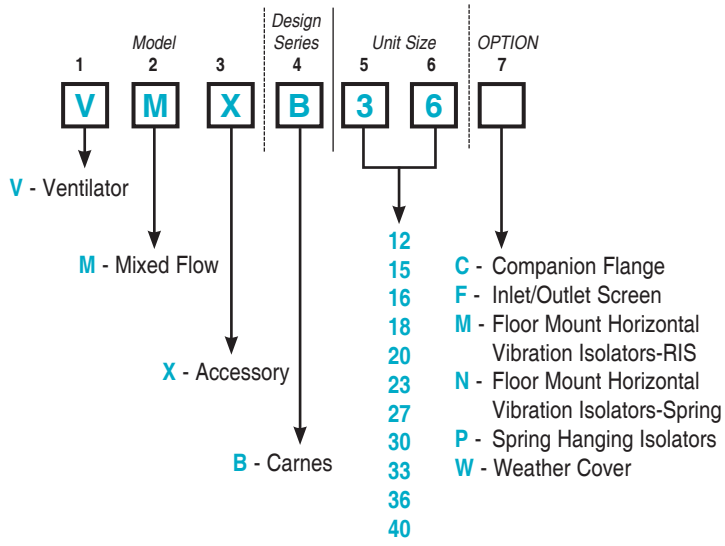 Design
Model Series Unit Size OPTION
1 2 3 4 5 6 7
V M X B 3 6
V - Ventilator
M - Mixed Flow
X - Accessory
B - Carnes
12
15
16
18
20
23
27
30
33
36
40
C - Companion Flange
F - Inlet/Outlet Screen
M - Floor Mount Horizontal
Vibration Isolators-RIS
N - Floor Mount Horizontal
Vibration Isolators-Spring
P - Spring Hanging Isolators
W - Weather Cover